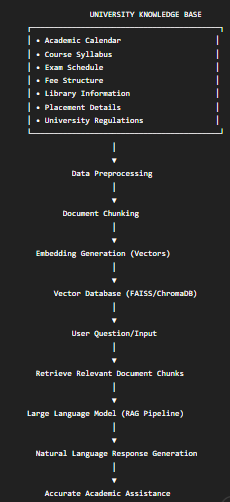 UNIVERSITY KNOWLEDGE BASE
• Academic Calendar
• Course Syllabus
• Exam Schedule
• Fee Structure
• Library Information
• Placement Details
• University Regulations
Data Preprocessing
Document Chunking
Embedding Generation (Vectors)
Vector Database (FAISS/ChromaDB)
User Question/Input
Retrieve Relevant Document Chunks
Large Language Model (RAG Pipeline)
Natural Language Response Generation
Accurate Academic Assistance